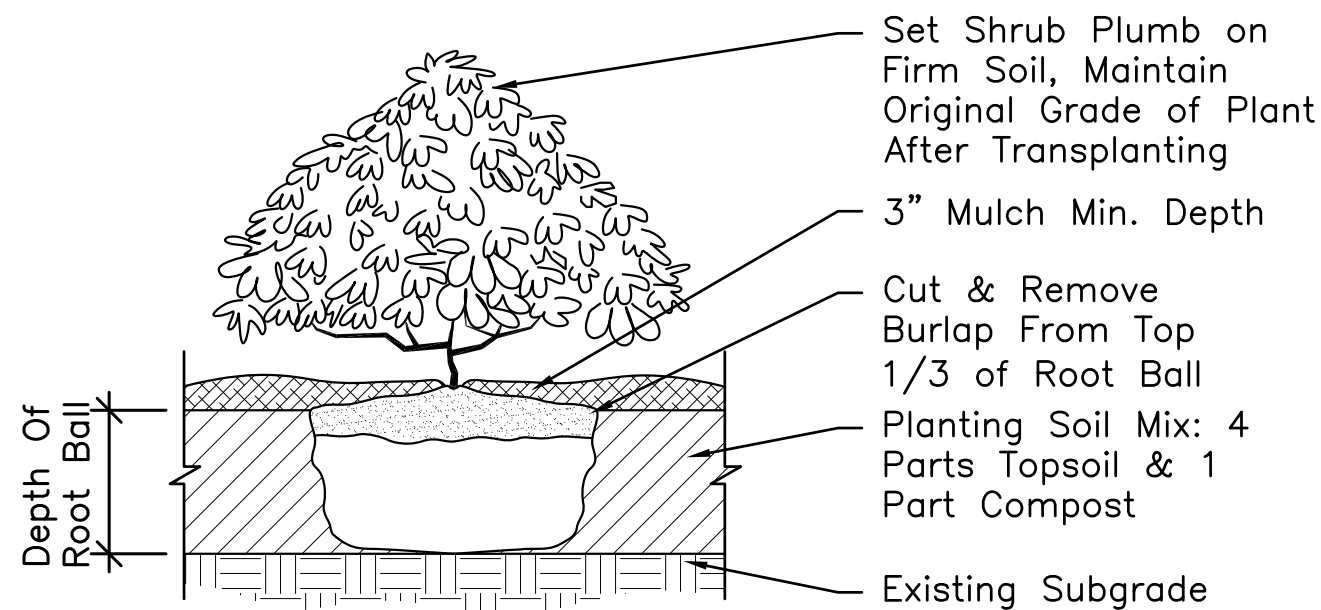 Set Shrub Plumb on
Firm Soil, Maintain
Original Grade of Plant
After Transplanting
3” Mulch Min. Depth
Cut & Remove
Burlap From Top
1/3 of Root Ball
Planting Soil Mix: 4
Parts Topsoil & 1
Part Compost
Existing Subgrade
Depth Of
Root Ball